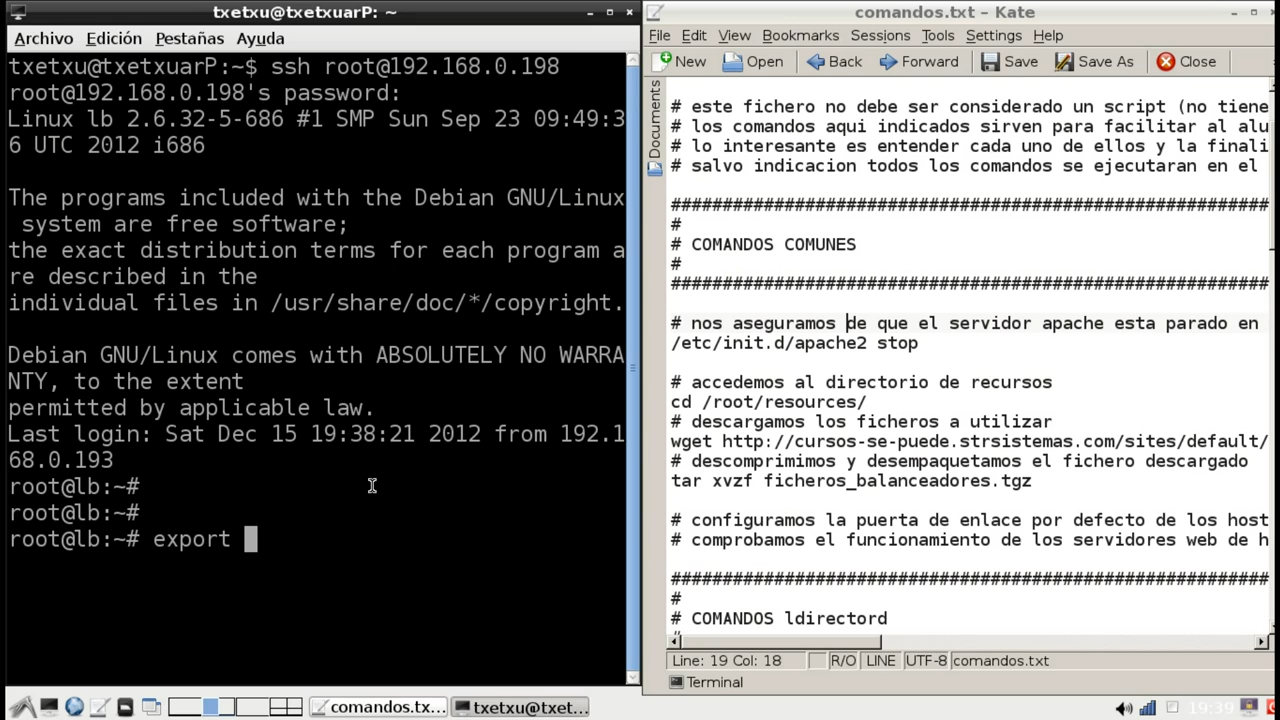 txetxu@txetxuarP: ~
Archivo Edición Pestañas Ayuda
txetxu@txetxuarP:~$ ssh root@192.168.0.198
root@192.168.0.198's password:
Linux lb 2.6.32-5-686 #1 SMP Sun Sep 23 09:49:3
6 UTC 2012 i686
The programs included with the Debian GNU/Linux
system are free software;
the exact distribution terms for each program a
re described in the
individual files in /usr/share/doc/*/copyright.
Debian GNU/Linux comes with ABSOLUTELY NO WARRA
NTY, to the extent
permitted by applicable law.
Last login: Sat Dec 15 19:38:21 2012 from 192.1
68.0.193
root@lb:~#
root@lb:~#
root@lb:~# export
comandos.txt – Kate
File Edit View Bookmarks Sessions Tools Settings Help
New Open Back Forward Save Save As Close
Documents
# este fichero no debe ser considerado un script (no tiene
# los comandos aqui indicados sirven para facilitar al alu
# lo interesante es entender cada uno de ellos y la finali
# salvo indicacion todos los comandos se ejecutaran en el
##########################################################
#
# COMANDOS COMUNES
#
##########################################################
# nos aseguramos de que el servidor apache esta parado en
/etc/init.d/apache2 stop
# accedemos al directorio de recursos
cd /root/resources/
# descargamos los ficheros a utilizar
wget http://cursos-se-puede.strsistemas.com/sites/default/
# descomprimimos y desempaquetamos el fichero descargado
tar xvzf ficheros_balanceadores.tgz
# configuramos la puerta de enlace por defecto de los host
# comprobamos el funcionamiento de los servidores web de h
##########################################################
#
# COMANDOS ldirectord
Line: 19 Col: 18 R/O LINE UTF-8 comandos.txt
Terminal
comandos.tx... txetxu@txet... 19:39